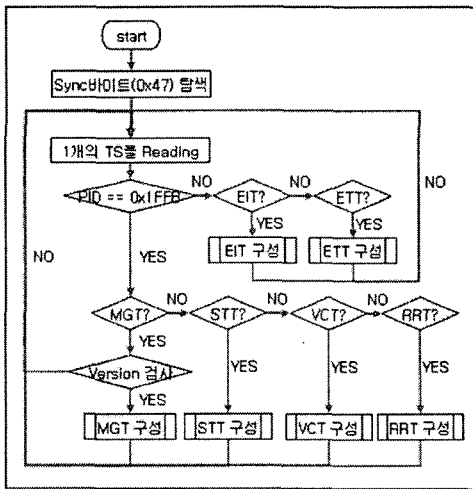 start
Sync바이트(0x47) 탐색
1개의 TS를 Reading
PID == 0x1FFB
NO
EIT?
NO
ETT?
NO
YES
YES
EIT 구성
ETT 구성
NO
YES
MGT?
NO
STT?
NO
VCT?
NO
RRT?
YES
YES
YES
YES
Version 검사
YES
MGT 구성
STT 구성
VCT 구성
RRT 구성